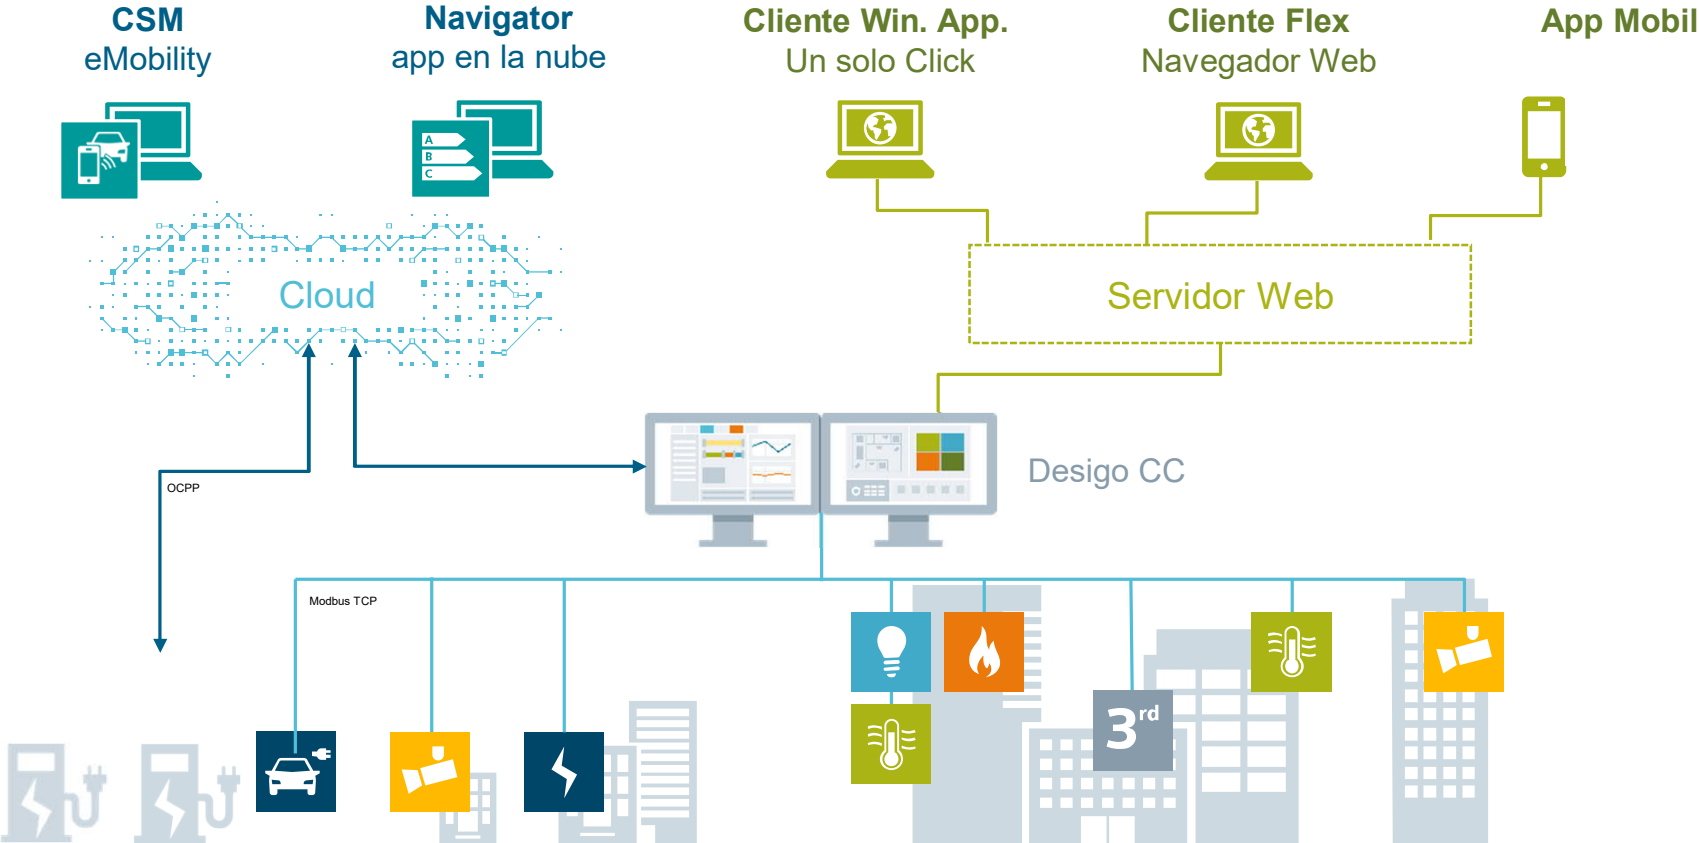 CSM
eMobility
Navigator
app en la nube
Cliente Win. App.
Un solo Click
Cliente Flex
Navegador Web
App Mobil
A
B
C
Cloud
Servidor Web
Desigo CC
OCPP
Modbus TCP
3rd